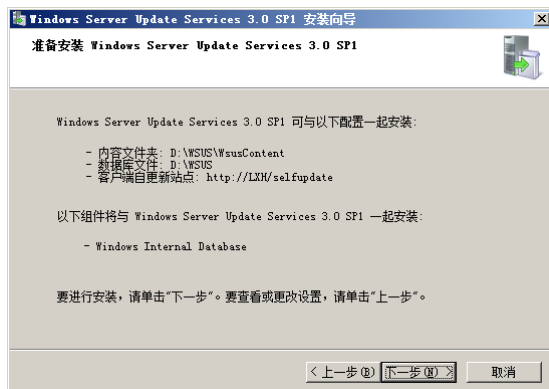 Windows Server Update Services 3.0 SP1 安装向导
准备安装 Windows Server Update Services 3.0 SP1
Windows Server Update Services 3.0 SP1 可与以下配置一起安装:
- 内容文件夹: D:\WSUS\WsusContent
- 数据库文件: D:\WSUS
- 客户端自更新站点: http://LXH/selfupdate
以下组件将与 Windows Server Update Services 3.0 SP1 一起安装:
- Windows Internal Database
要进行安装，请单击“下一步”。要查看或更改设置，请单击“上一步”。
< 上一步(B) 下一步(N) > 取消